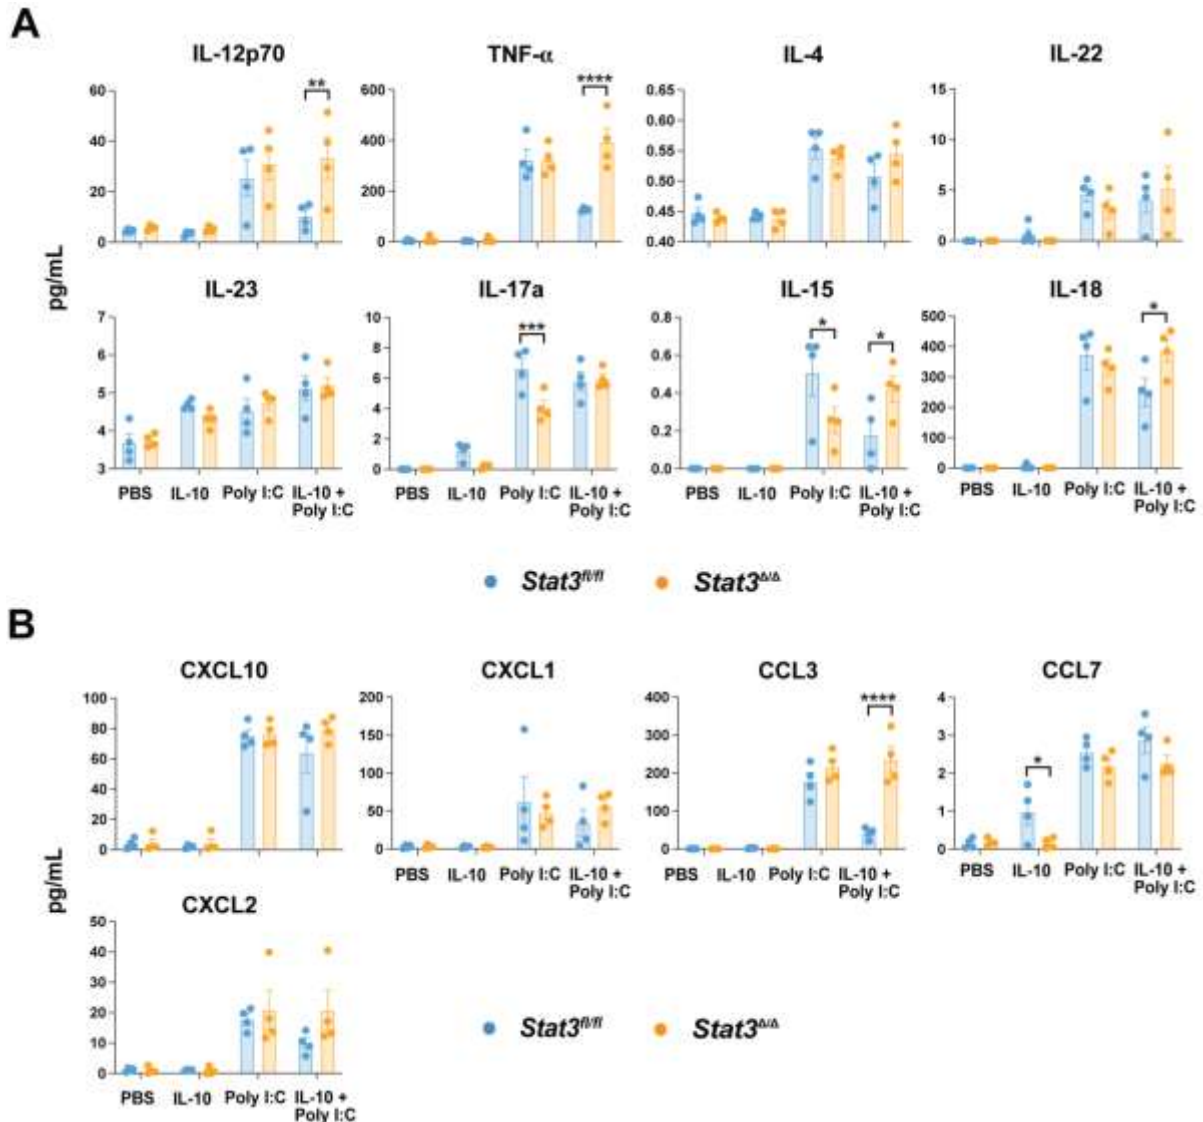 A
IL-12p70 TNF-α IL-4 IL-22
60 ** 600 **** 0.65 15
40 400 0.60 10
0.55
20 200 0.50 5
0.45
0 0 0.40 0
pg/mL
IL-23 IL-17a IL-15 IL-18
7 10 0.8 500
6 8 *** 0.6 * * 400 *
5 6 0.4 300
4 4 0.2 200
2 100
3 0 0.0 0
PBS IL-10 Poly I:C IL-10 + Poly I:C PBS IL-10 Poly I:C IL-10 + Poly I:C PBS IL-10 Poly I:C IL-10 + Poly I:C PBS IL-10 Poly I:C IL-10 + Poly I:C
Stat3fl/fl Stat3Δ/Δ
B
CXCL10 CXCL1 CCL3 CCL7
100 200 400 **** 4
80 150 300 3
60 100 200 2 *
40 50 100 1
20
0 0 0 0
PBS IL-10 Poly I:C IL-10 + Poly I:C PBS IL-10 Poly I:C IL-10 + Poly I:C PBS IL-10 Poly I:C IL-10 + Poly I:C
pg/mL
CXCL2
50
40
30
20
10
0
PBS IL-10 Poly I:C IL-10 + Poly I:C
Stat3fl/fl Stat3Δ/Δ